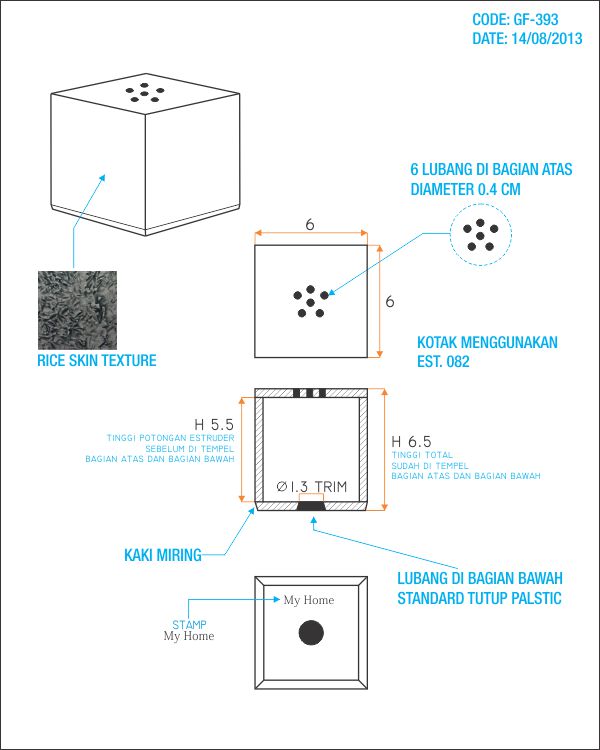 CODE: GF-393
DATE: 14/08/2013
6 LUBANG DI BAGIAN ATAS
DIAMETER 0.4 CM
6
6
RICE SKIN TEXTURE
KOTAK MENGGUNAKAN
EST. 082
H 5.5
TINGGI POTONGAN ESTRUDER
SEBELUM DI TEMPEL
BAGIAN ATAS DAN BAGIAN BAWAH
H 6.5
TINGGI TOTAL
SUDAH DI TEMPEL
BAGIAN ATAS DAN BAGIAN BAWAH
Ø1.3 TRIM
KAKI MIRING
LUBANG DI BAGIAN BAWAH
STANDARD TUTUP PALSTIC
My Home
STAMP
My Home